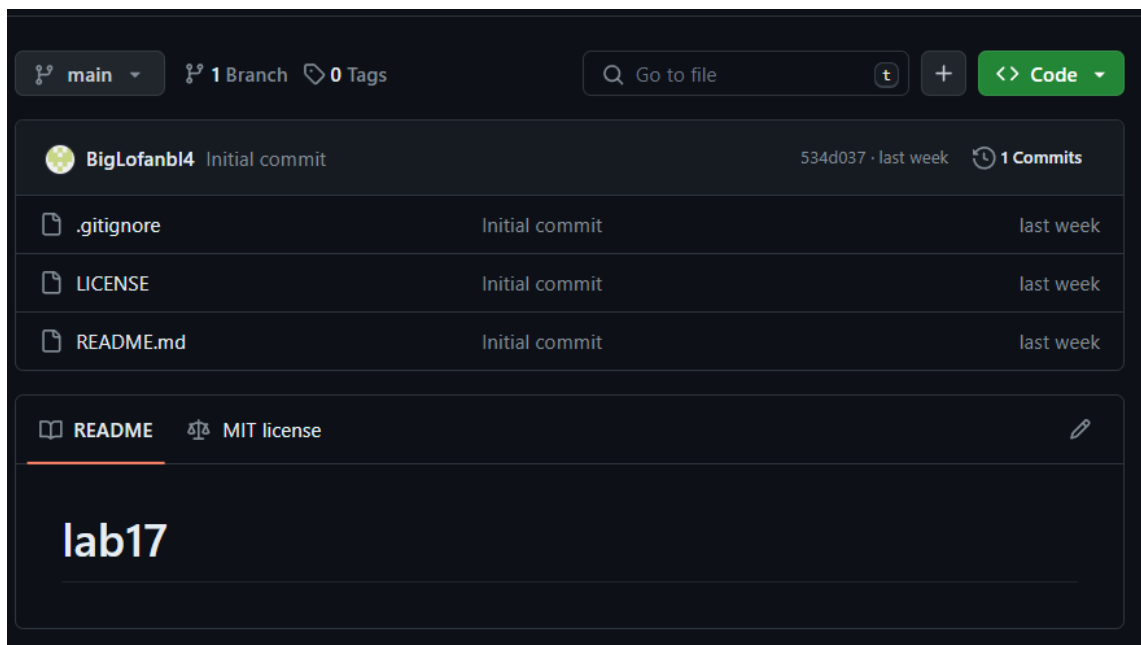 main 1 Branch 0 Tags Go to file t + <> Code
BigLofanbl4 Initial commit 534d037 · last week 1 Commits
.gitignore Initial commit last week
LICENSE Initial commit last week
README.md Initial commit last week
README MIT license
lab17